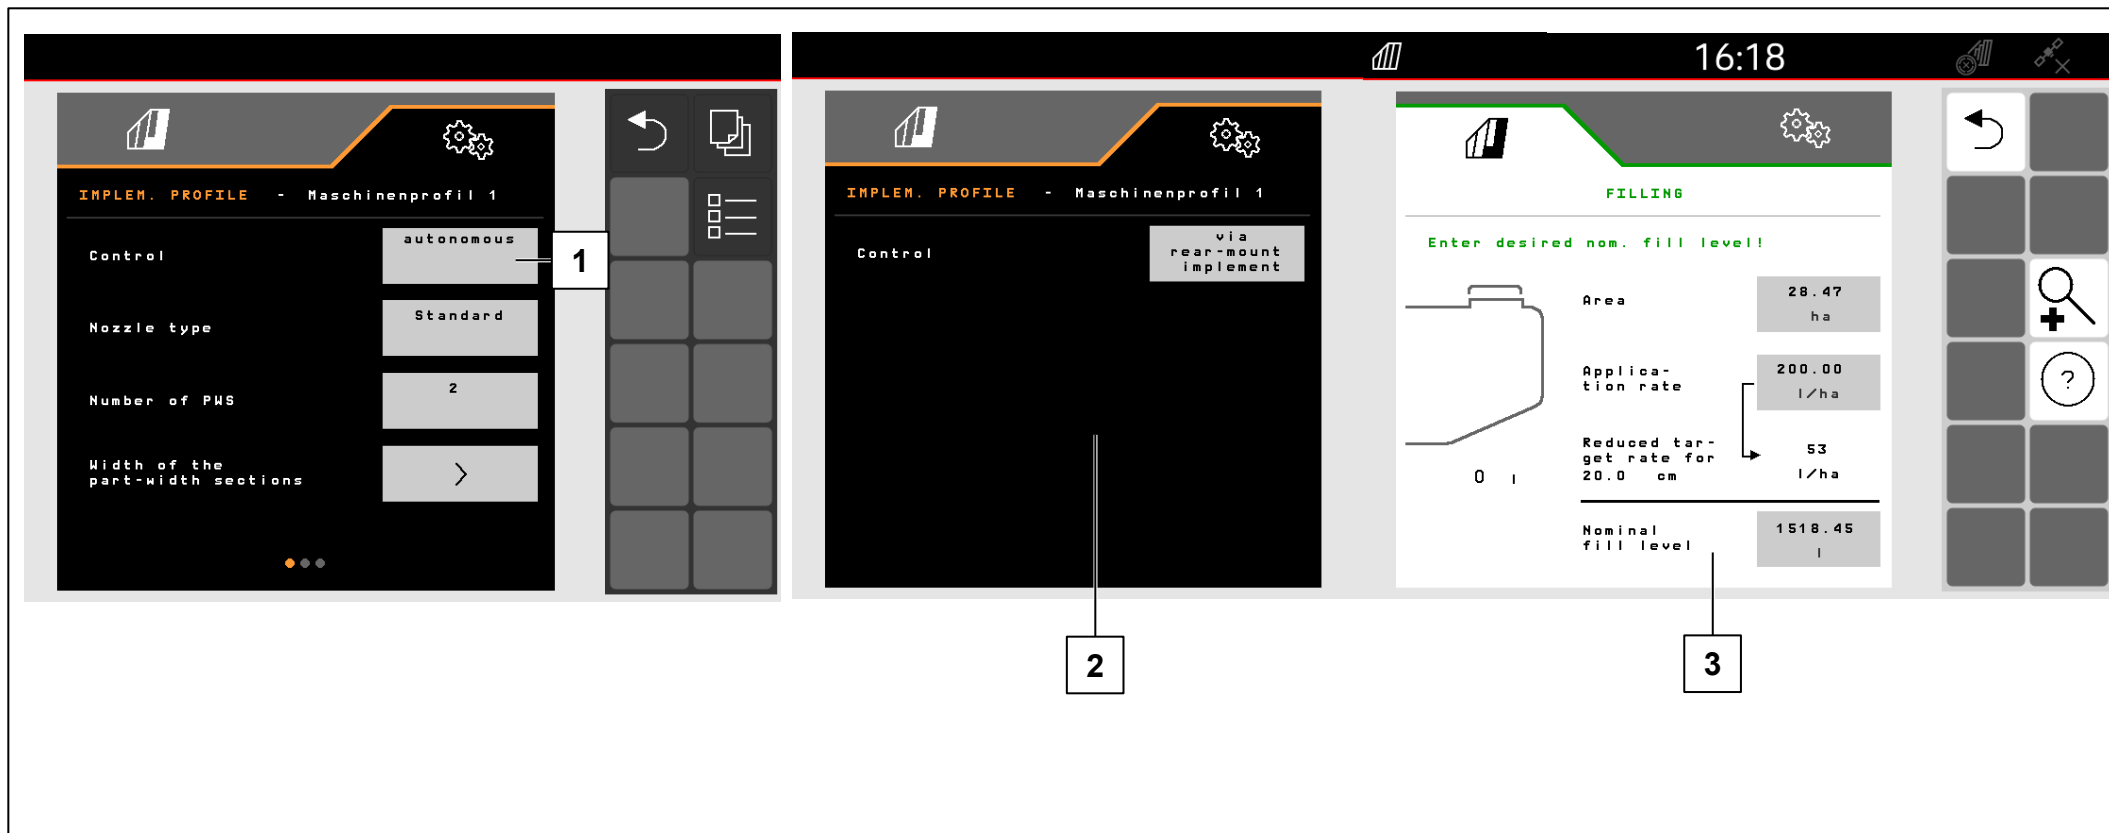 16:18
IMPLEM. PROFILE - Maschinenprofil 1
Control
autonomous
1
Nozzle type
Standard
Number of PWS
2
Width of the
part-width sections
>
IMPLEM. PROFILE - Maschinenprofil 1
Control
via
rear-mount
implement
2
FILLING
Enter desired nom. fill level!
Area
28.47
ha
Applica-
tion rate
200.00
l/ha
Reduced tar-
get rate for
20.0 cm
53
l/ha
0 l
Nominal
fill level
1518.45
l
?
3